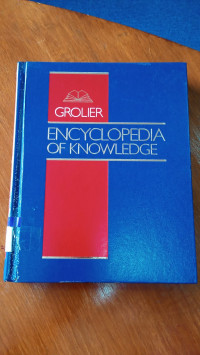 GROLIER
ENCYCLOPEDIA
OF KNOWLEDGE